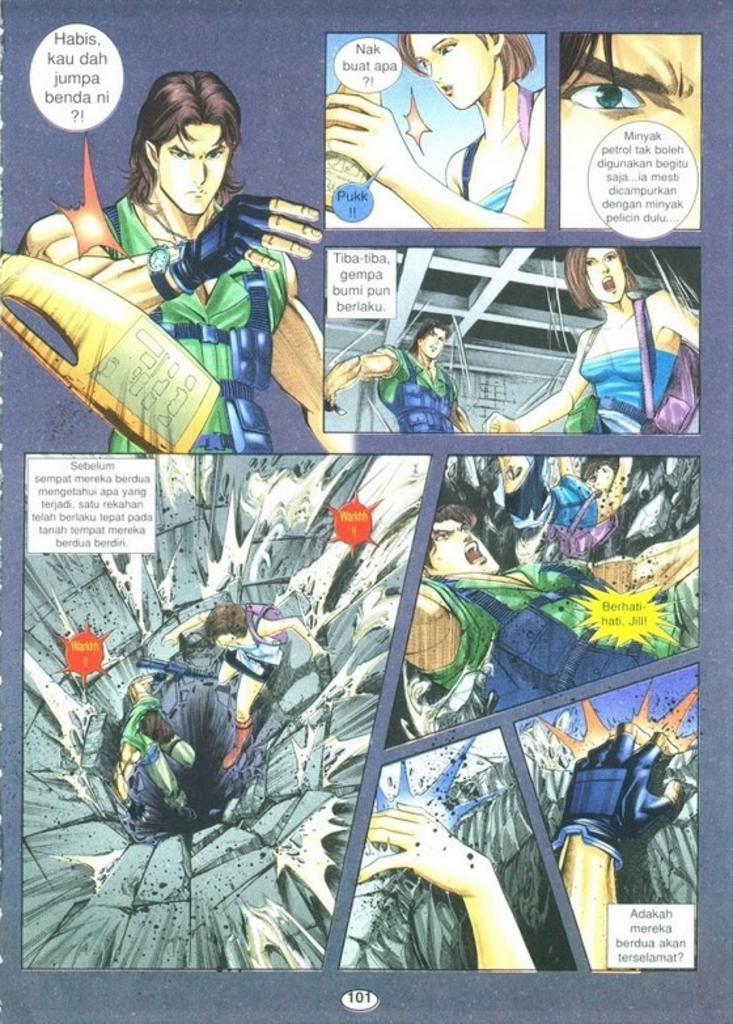 Habis,
kau dah
jumpa
benda ni
?!
Nak
buat apa
?!
Pukk
!!
Minyak
petrol tak boleh
digunakan begitu
saja...ia mesti
dicampurkan
dengan minyak
pelicin dulu....
Tiba-tiba,
gempa
bumi pun
berlaku.
Sebelum
sempat mereka berdua
mengetahui apa yang
terjadi, satu rekahan
telah berlaku tepat pada
tanah tempat mereka
berdua berdiri.
Warkhh
!!
Warkhh
!!
Berhati-
hati, Jill!
Adakah
mereka
berdua akan
terselamat?
101